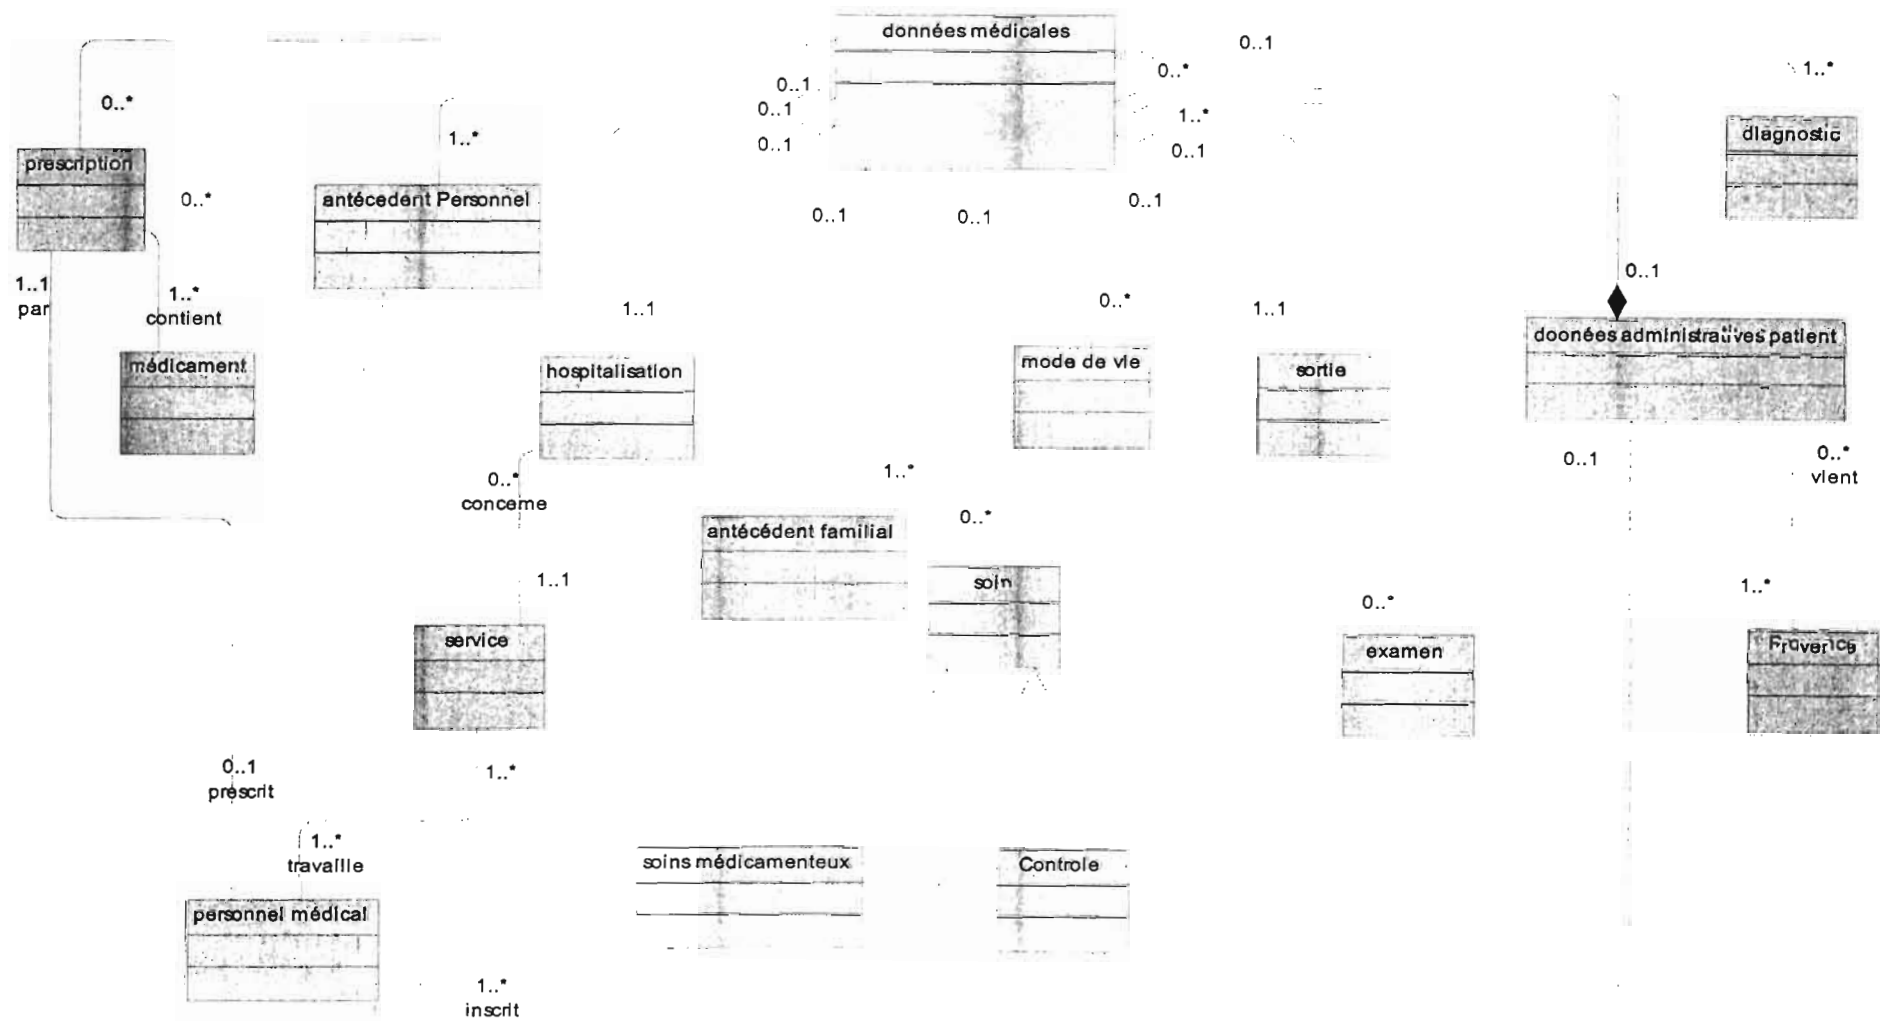 données médicales
0..1
0..*
1..*
0..1
0..*
0..1
1..*
1..*
0..1
0..1
diagnostic
prescription
0..*
antécedent Personnel
0..1
0..1
0..1
0..1
1..1
par
1..*
contient
1..1
0..*
1..1
médicament
hospitalisation
mode de vie
sortie
doonées administratives patient
0..1
0..*
vient
0..*
concerne
1..*
antécédent familial
0..*
soin
1..1
service
0..*
examen
1..*
0..1
prescrit
1..*
1..*
travaille
soins médicamenteux
Controle
personnel médical
1..*
inscrit